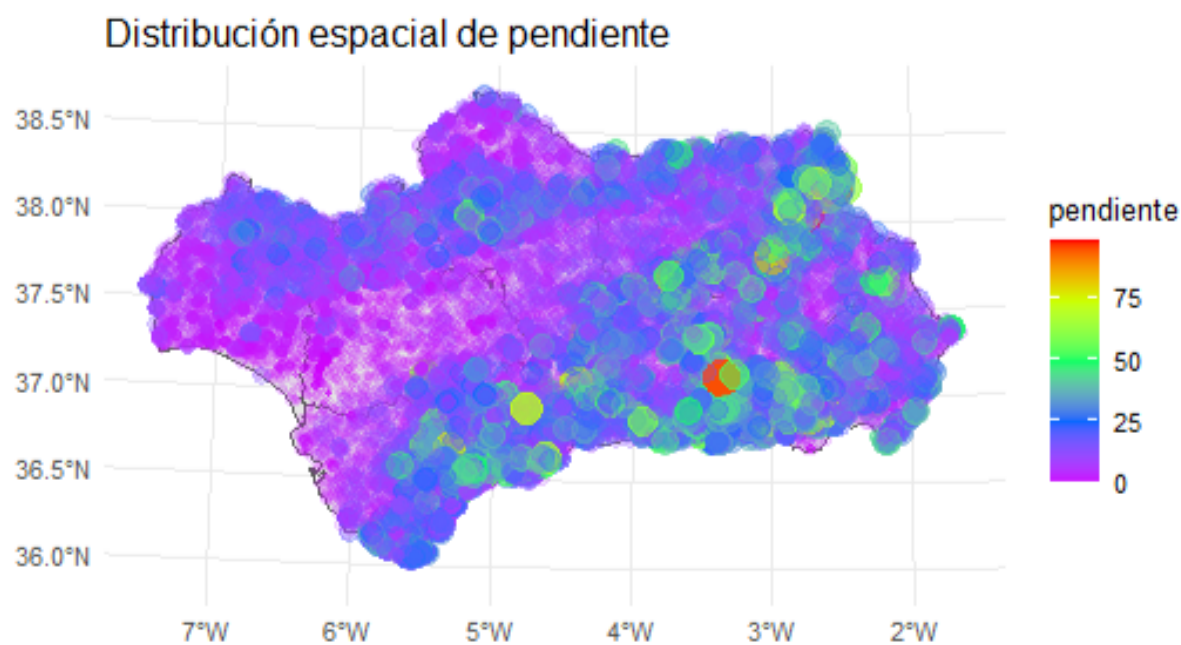 Distribución espacial de pendiente
38.5°N
38.0°N
37.5°N
37.0°N
36.5°N
36.0°N
7°W 6°W 5°W 4°W 3°W 2°W
pendiente
75
50
25
0